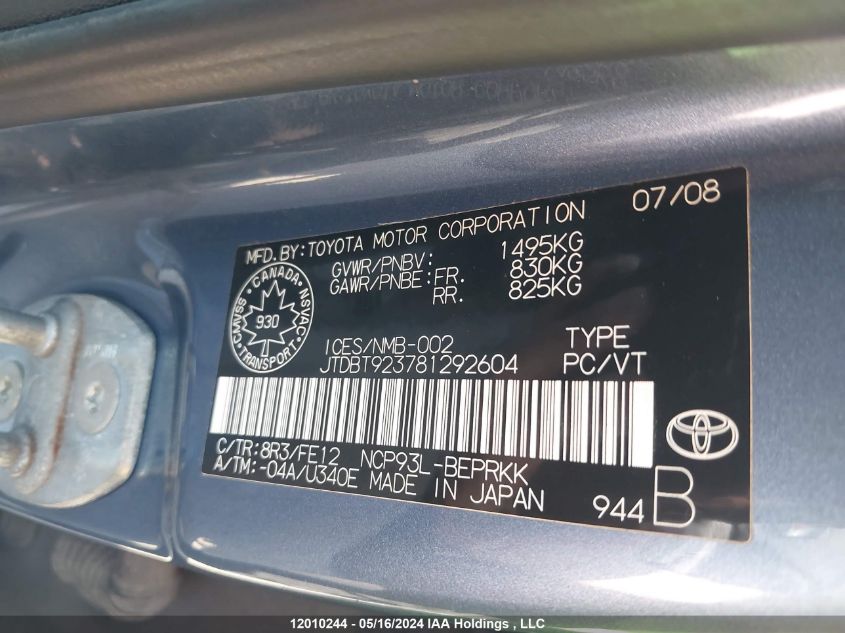 MFD. BY: TOYOTA MOTOR CORPORATION 07/08
GVWR/PNBV: 1495KG
GAWR/PNBE: FR. 830KG
RR. 825KG
CMVSS · CANADA · NSVAC
930
TRANSPORT
ICES/NMB-002 TYPE
JTDBT923781292604 PC/VT
C/TR: 8R3/FE12 NCP93L-BEPRKK
A/TM: -04A/U340E MADE IN JAPAN
944 B
12010244 - 05/16/2024 IAA Holdings , LLC